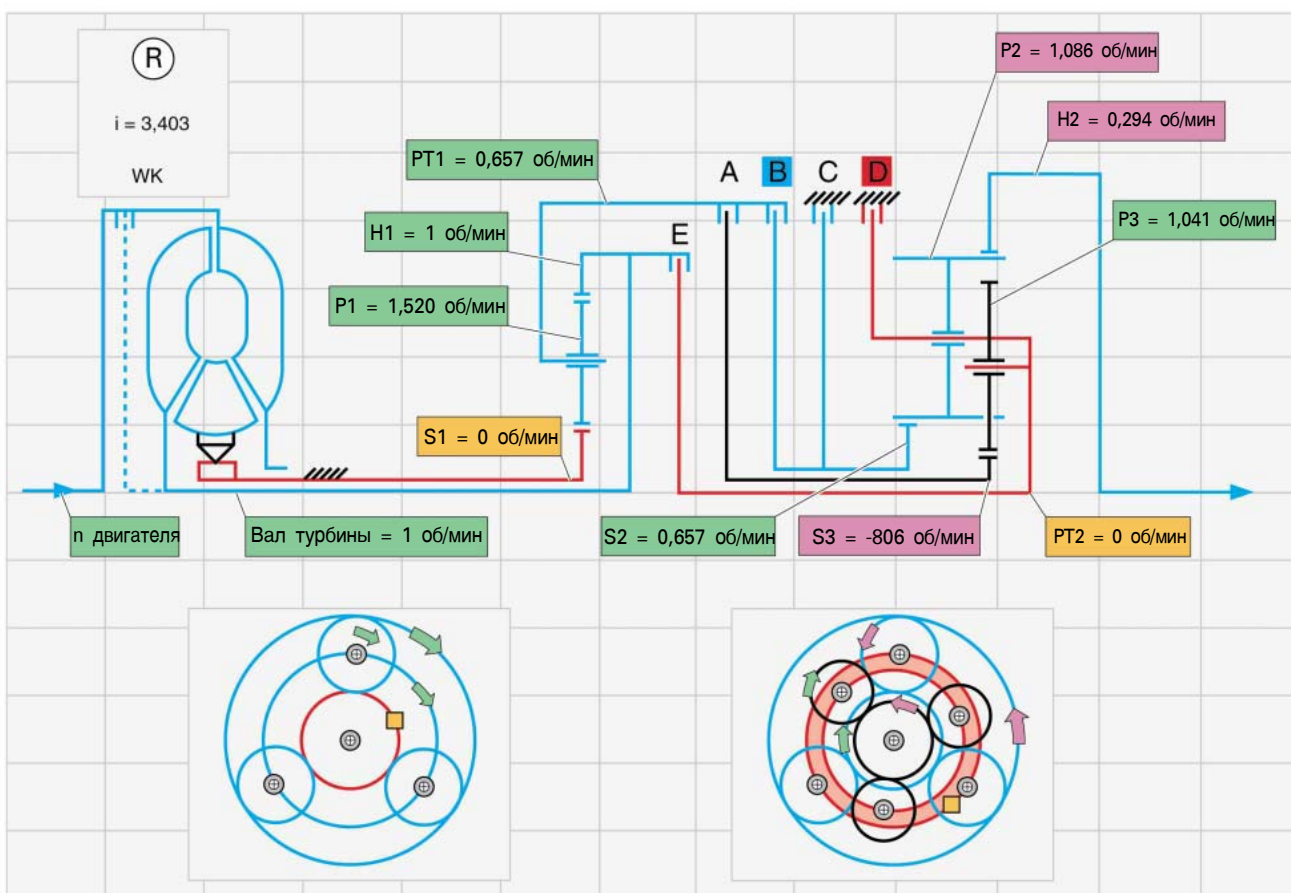 R
i = 3,403
WK
P2 = 1,086 об/мин
H2 = 0,294 об/мин
PT1 = 0,657 об/мин
A
B
C
D
H1 = 1 об/мин
P3 = 1,041 об/мин
E
P1 = 1,520 об/мин
S1 = 0 об/мин
n двигателя
Вал турбины = 1 об/мин
S2 = 0,657 об/мин
S3 = -806 об/мин
PT2 = 0 об/мин